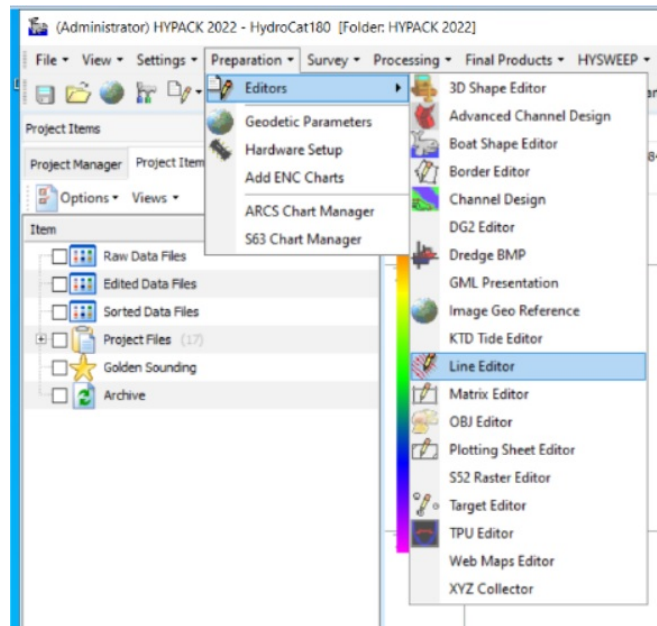 (Administrator) HYPACK 2022 - HydroCat180 [Folder: HYPACK 2022]
File View Settings Preparation Survey Processing Final Products HYSWEEP
Project Items
Project Manager Project Item
Options Views
Item
Raw Data Files
Edited Data Files
Sorted Data Files
Project Files (17)
Golden Sounding
Archive
Editors
Geodetic Parameters
Hardware Setup
Add ENC Charts
ARCS Chart Manager
S63 Chart Manager
3D Shape Editor
Advanced Channel Design
Boat Shape Editor
Border Editor
Channel Design
DG2 Editor
Dredge BMP
GML Presentation
Image Geo Reference
KTD Tide Editor
Line Editor
Matrix Editor
OBJ Editor
Plotting Sheet Editor
S52 Raster Editor
Target Editor
TPU Editor
Web Maps Editor
XYZ Collector